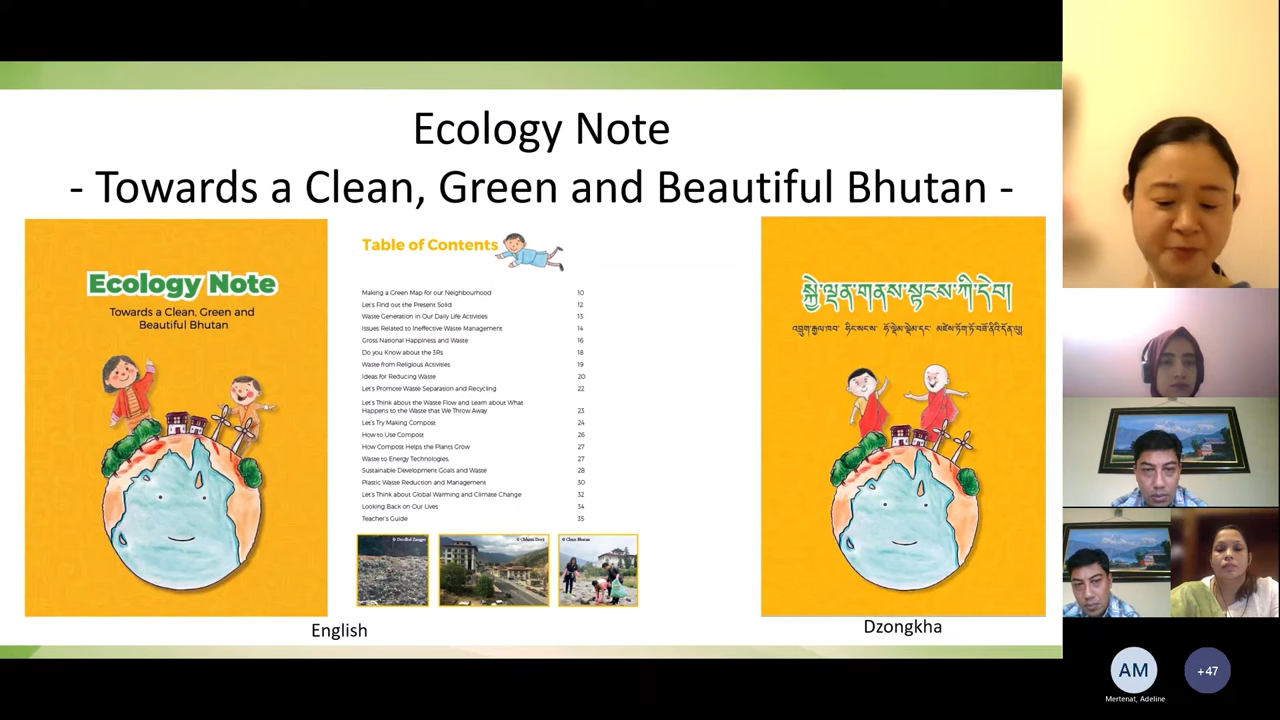 Ecology Note
- Towards a Clean, Green and Beautiful Bhutan -
Ecology Note
Towards a Clean, Green and
Beautiful Bhutan
Table of Contents
Making a Green Map for our Neighbourhood 10
Let's Find out the Present Solid 12
Waste Generation in Our Daily Life Activities 13
Issues Related to Ineffective Waste Management 14
Gross National Happiness and Waste 16
Do you Know about the 3Rs 18
Waste from Religious Activities 19
Ideas for Reducing Waste 20
Let's Promote Waste Separation and Recycling 22
Let's Think about the Waste Flow and Learn about What
Happens to the Waste that We Throw Away 23
Let's Try Making Compost 24
How to Use Compost 26
How Compost Helps the Plants Grow 27
Waste to Energy Technologies. 27
Sustainable Development Goals and Waste 28
Plastic Waste Reduction and Management 30
Let's Think about Global Warming and Climate Change 32
Looking Back on Our Lives 34
Teacher's Guide 35
© Clean Bhutan
English
སྐྱེ་ལྡན་གནས་སྟངས་ཀྱི་དེབ།
Dzongkha
AM
+47
Mertenat, Adeline